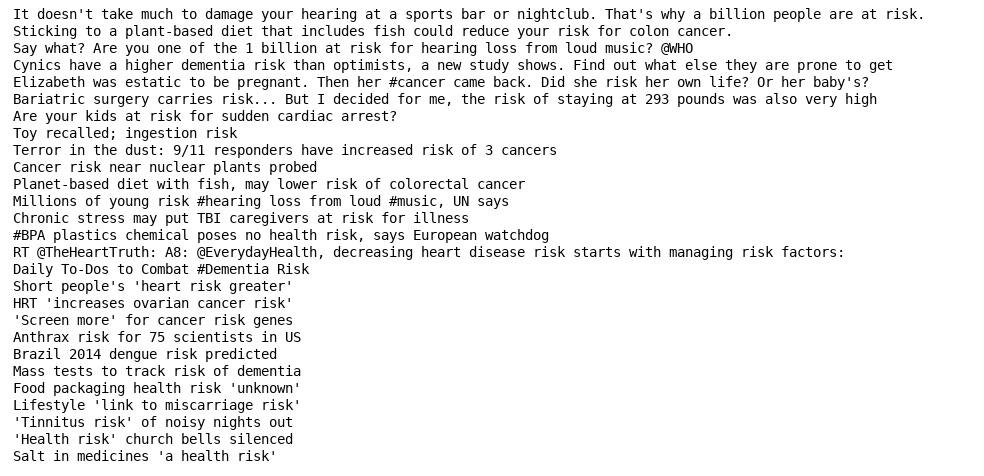 It doesn't take much to damage your hearing at a sports bar or nightclub. That's why a billion people are at risk.
Sticking to a plant-based diet that includes fish could reduce your risk for colon cancer.
Say what? Are you one of the 1 billion at risk for hearing loss from loud music? @WHO
Cynics have a higher dementia risk than optimists, a new study shows. Find out what else they are prone to get
Elizabeth was estatic to be pregnant. Then her #cancer came back. Did she risk her own life? Or her baby's?
Bariatric surgery carries risk... But I decided for me, the risk of staying at 293 pounds was also very high
Are your kids at risk for sudden cardiac arrest?
Toy recalled; ingestion risk
Terror in the dust: 9/11 responders have increased risk of 3 cancers
Cancer risk near nuclear plants probed
Planet-based diet with fish, may lower risk of colorectal cancer
Millions of young risk #hearing loss from loud #music, UN says
Chronic stress may put TBI caregivers at risk for illness
#BPA plastics chemical poses no health risk, says European watchdog
RT @TheHeartTruth: A8: @EverydayHealth, decreasing heart disease risk starts with managing risk factors:
Daily To-Dos to Combat #Dementia Risk
Short people's 'heart risk greater'
HRT 'increases ovarian cancer risk'
'Screen more' for cancer risk genes
Anthrax risk for 75 scientists in US
Brazil 2014 dengue risk predicted
Mass tests to track risk of dementia
Food packaging health risk 'unknown'
Lifestyle 'link to miscarriage risk'
'Tinnitus risk' of noisy nights out
'Health risk' church bells silenced
Salt in medicines 'a health risk'